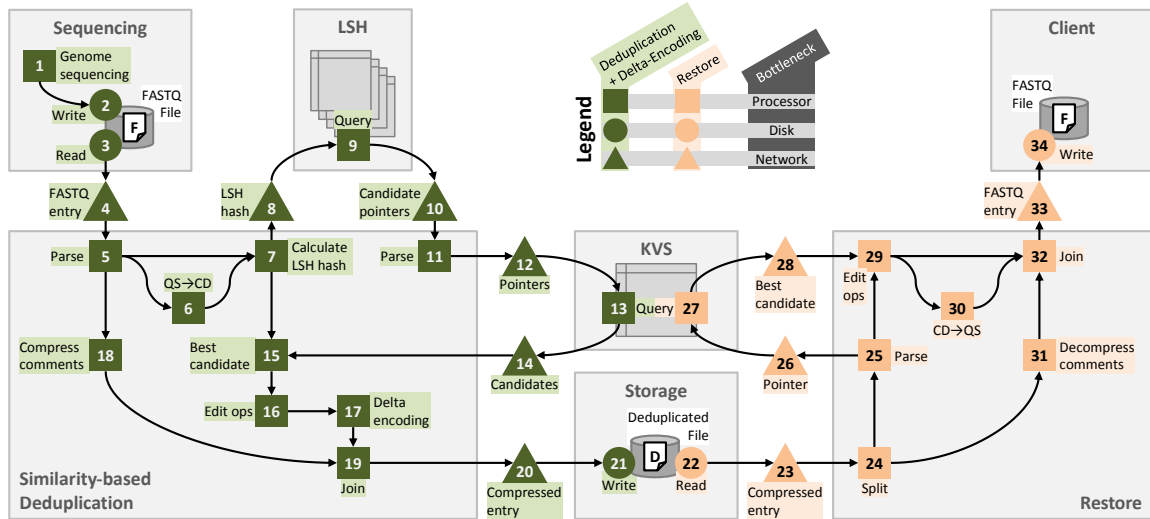 Sequencing
1
Genome
sequencing
2
Write
FASTQ
File
F
3
Read
4
FASTQ
entry
LSH
Query
9
8
LSH
hash
Candidate
pointers
10
Legend
Deduplication
+ Delta-Encoding
Restore
Bottleneck
Processor
Disk
Network
Client
FASTQ
File
F
34
Write
FASTQ
entry
33
Parse
5
QS→CD
6
7
Calculate
LSH hash
Parse
11
12
Pointers
KVS
13
Query
27
28
Best
candidate
29
Edit
ops
30
CD→QS
32
Join
Compress
comments
18
Best
candidate
15
14
Candidates
26
Pointer
25
Parse
31
Decompress
comments
Edit ops
16
17
Delta
encoding
19
Join
Similarity-based
Deduplication
20
Compressed
entry
Storage
Deduplicated
File
D
21
Write
22
Read
23
Compressed
entry
24
Split
Restore